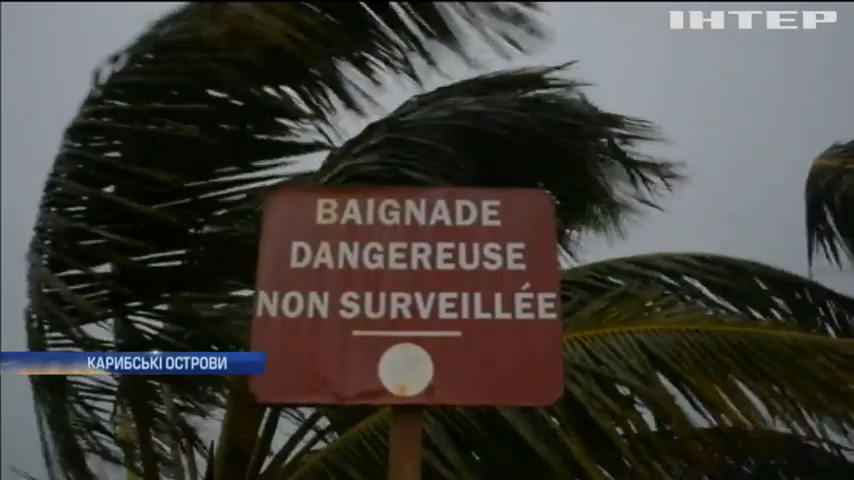 ІНТЕР
BAIGNADE
DANGEREUSE
NON SURVEILLÉE
КАРИБСЬКІ ОСТРОВИ